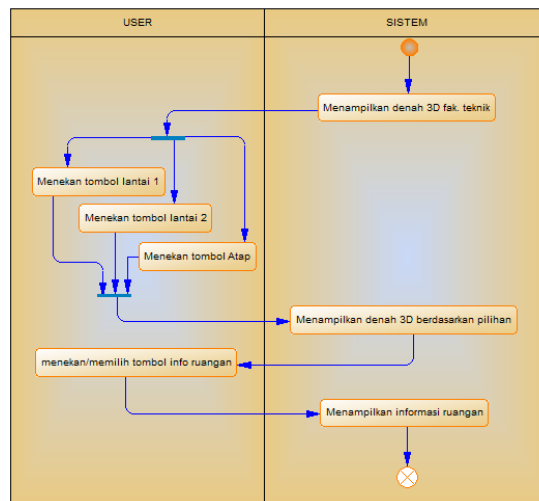 USER
SISTEM
Menampilkan denah 3D fak. teknik
Menekan tombol lantai 1
Menekan tombol lantai 2
Menekan tombol Atap
Menampilkan denah 3D berdasarkan pilihan
menekan/memilih tombol info ruangan
Menampilkan informasi ruangan